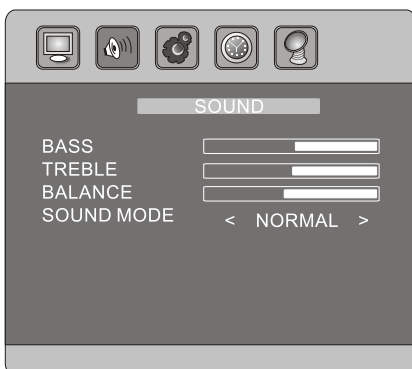 SOUND
BASS
TREBLE
BALANCE
SOUND MODE < NORMAL >